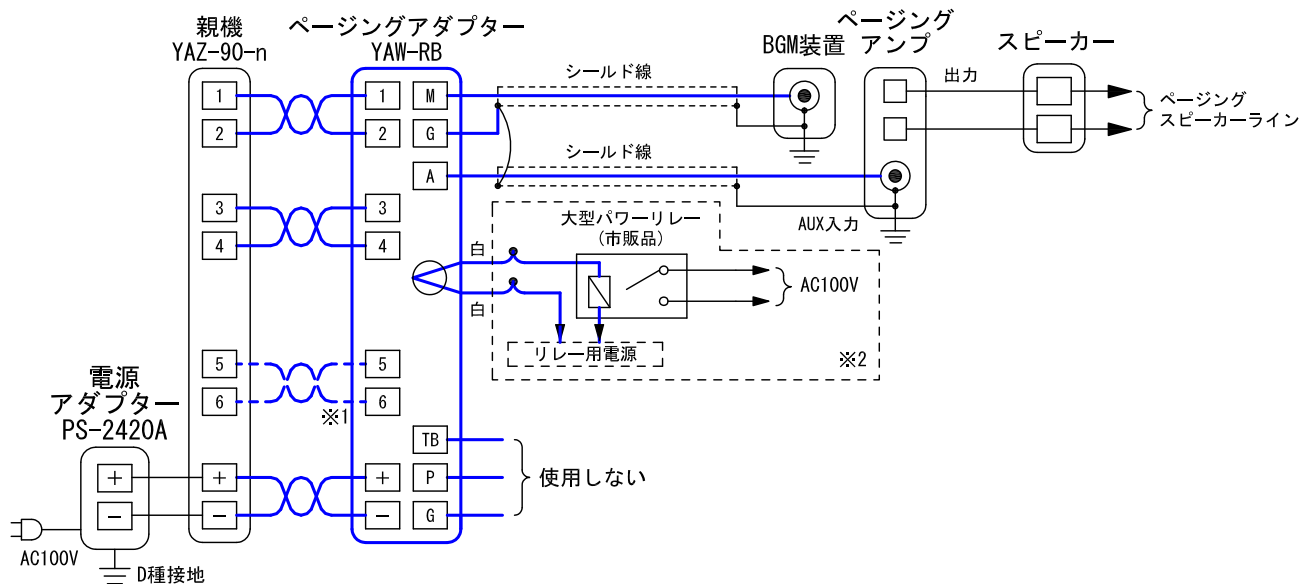 親機
YAZ-90-n
ページングアダプター
YAW-RB
BGM装置
ページング
アンプ
スピーカー
シールド線
出力
ページング
スピーカーライン
1
2
3
4
5
6
+
−
1
2
3
4
5
6
+
−
M
G
A
TB
P
G
シールド線
AUX入力
大型パワーリレー
(市販品)
白
白
AC100V
リレー用電源
※2
※1
使用しない
電源
アダプター
PS-2420A
+
−
AC100V
D種接地